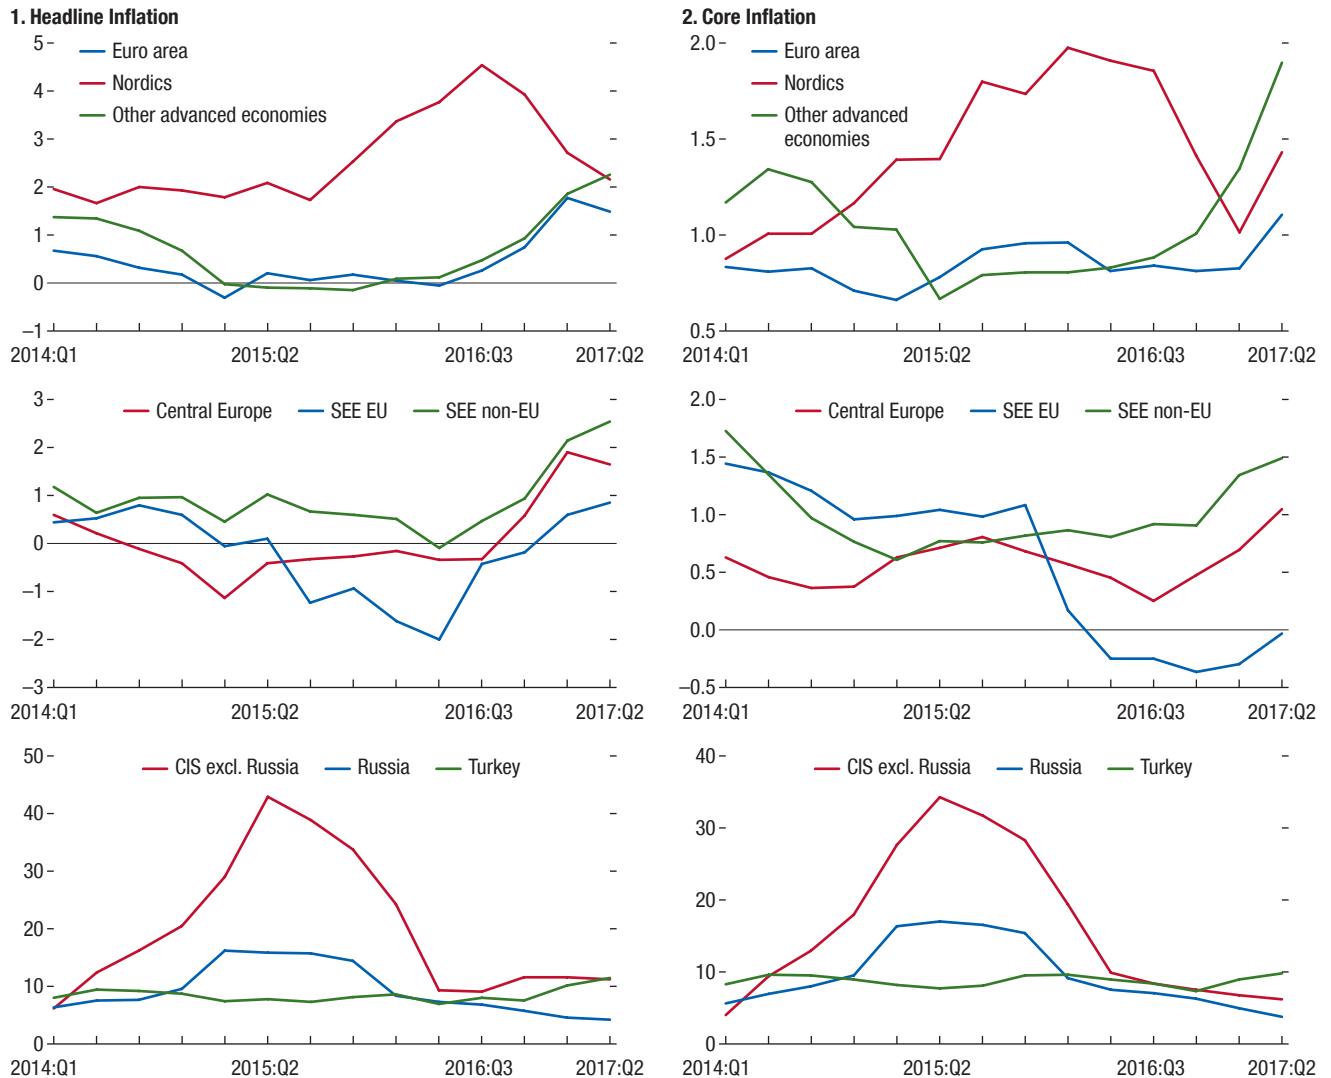 1. Headline Inflation
5
4
3
2
1
0
–1
Euro area
Nordics
Other advanced economies
2014:Q1 2015:Q2 2016:Q3 2017:Q2
2. Core Inflation
2.0
1.5
1.0
0.5
Euro area
Nordics
Other advanced
economies
2014:Q1 2015:Q2 2016:Q3 2017:Q2
3
2
1
0
–1
–2
–3
Central Europe SEE EU SEE non-EU
2014:Q1 2015:Q2 2016:Q3 2017:Q2
2.0
1.5
1.0
0.5
0.0
–0.5
Central Europe SEE EU SEE non-EU
2014:Q1 2015:Q2 2016:Q3 2017:Q2
50
40
30
20
10
0
CIS excl. Russia Russia Turkey
2014:Q1 2015:Q2 2016:Q3 2017:Q2
40
30
20
10
0
CIS excl. Russia Russia Turkey
2014:Q1 2015:Q2 2016:Q3 2017:Q2